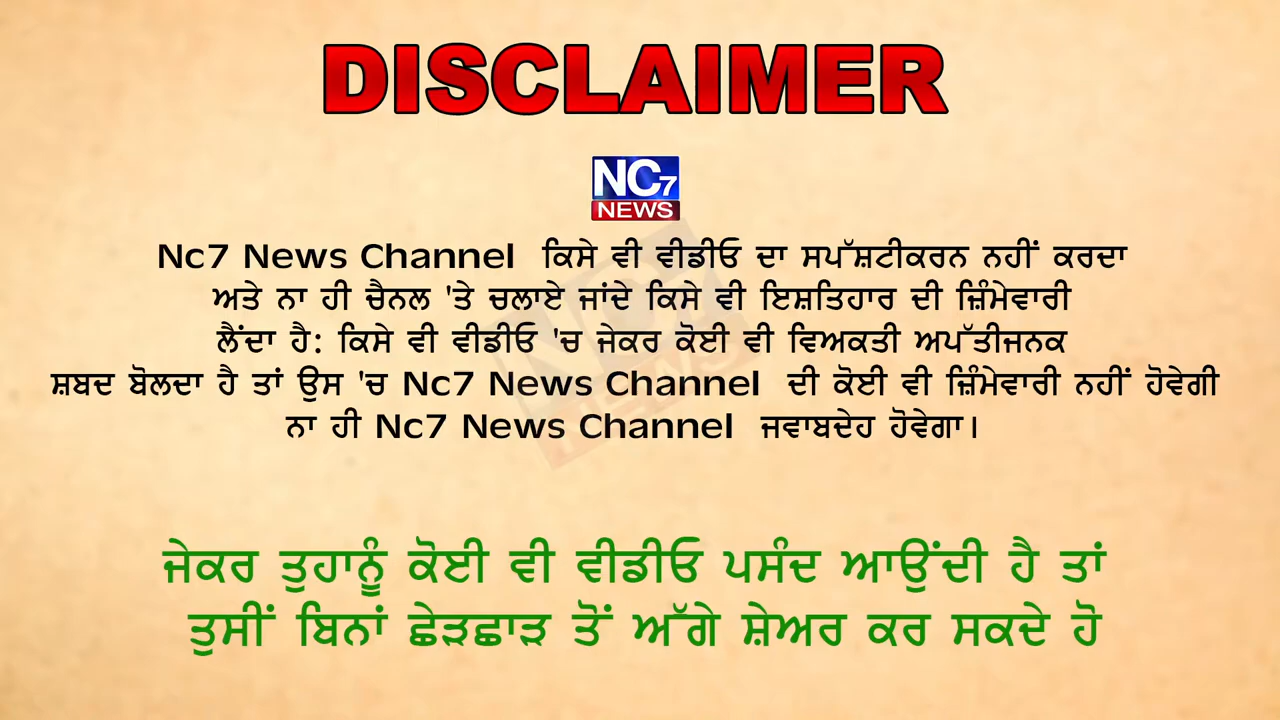 DISCLAIMER
NC7
NEWS
Nc7 News Channel ਕਿਸੇ ਵੀ ਵੀਡੀਓ ਦਾ ਸਪੱਸ਼ਟੀਕਰਨ ਨਹੀਂ ਕਰਦਾ
ਅਤੇ ਨਾ ਹੀ ਚੈਨਲ 'ਤੇ ਚਲਾਏ ਜਾਂਦੇ ਕਿਸੇ ਵੀ ਇਸ਼ਤਿਹਾਰ ਦੀ ਜ਼ਿੰਮੇਵਾਰੀ
ਲੈਂਦਾ ਹੈ: ਕਿਸੇ ਵੀ ਵੀਡੀਓ 'ਚ ਜੇਕਰ ਕੋਈ ਵੀ ਵਿਅਕਤੀ ਅਪੱਤੀਜਨਕ
ਸ਼ਬਦ ਬੋਲਦਾ ਹੈ ਤਾਂ ਉਸ 'ਚ Nc7 News Channel ਦੀ ਕੋਈ ਵੀ ਜ਼ਿੰਮੇਵਾਰੀ ਨਹੀਂ ਹੋਵੇਗੀ
ਨਾ ਹੀ Nc7 News Channel ਜਵਾਬਦੇਹ ਹੋਵੇਗਾ।
ਜੇਕਰ ਤੁਹਾਨੂੰ ਕੋਈ ਵੀ ਵੀਡੀਓ ਪਸੰਦ ਆਉਂਦੀ ਹੈ ਤਾਂ
ਤੁਸੀਂ ਬਿਨਾਂ ਛੇੜਛਾੜ ਤੋਂ ਅੱਗੇ ਸ਼ੇਅਰ ਕਰ ਸਕਦੇ ਹੋ